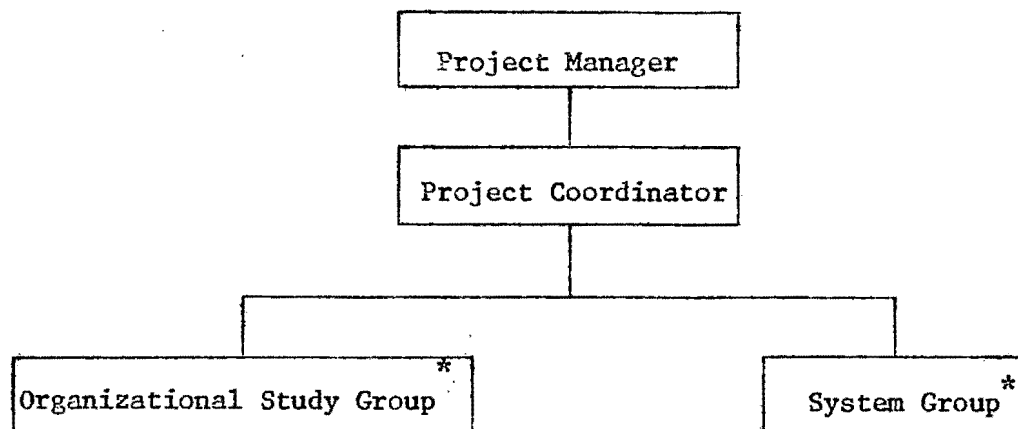 Project Manager
Project Coordinator
Organizational Study Group*
System Group*